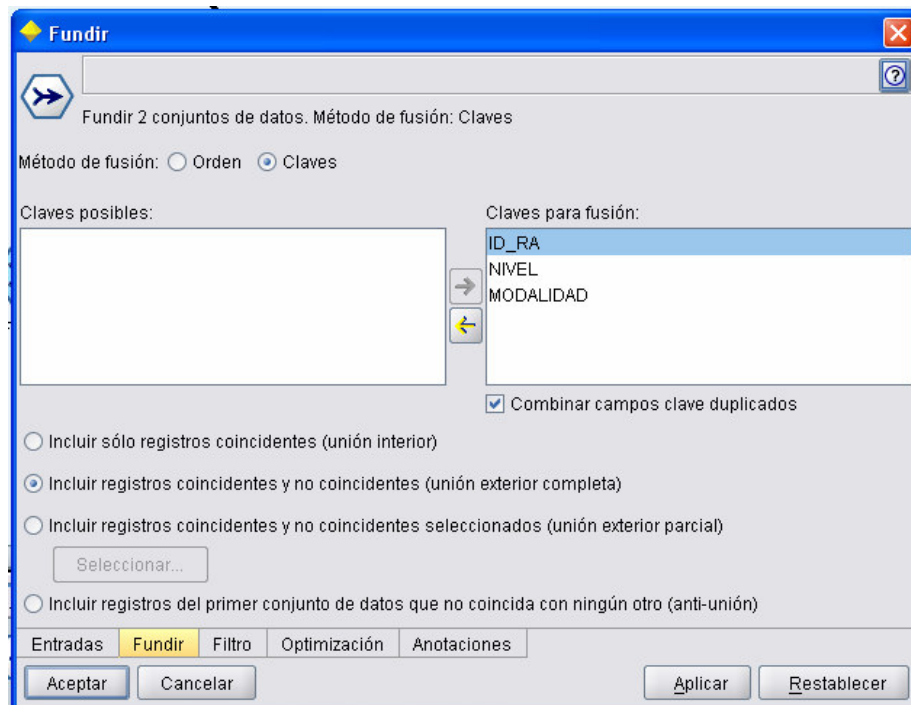 Fundir
Fundir 2 conjuntos de datos. Método de fusión: Claves
Método de fusión: Orden Claves
Claves posibles:
Claves para fusión:
ID_RA
NIVEL
MODALIDAD
Combinar campos clave duplicados
Incluir sólo registros coincidentes (unión interior)
Incluir registros coincidentes y no coincidentes (unión exterior completa)
Incluir registros coincidentes y no coincidentes seleccionados (unión exterior parcial)
Seleccionar...
Incluir registros del primer conjunto de datos que no coincida con ningún otro (anti-unión)
Entradas Fundir Filtro Optimización Anotaciones
Aceptar Cancelar Aplicar Restablecer